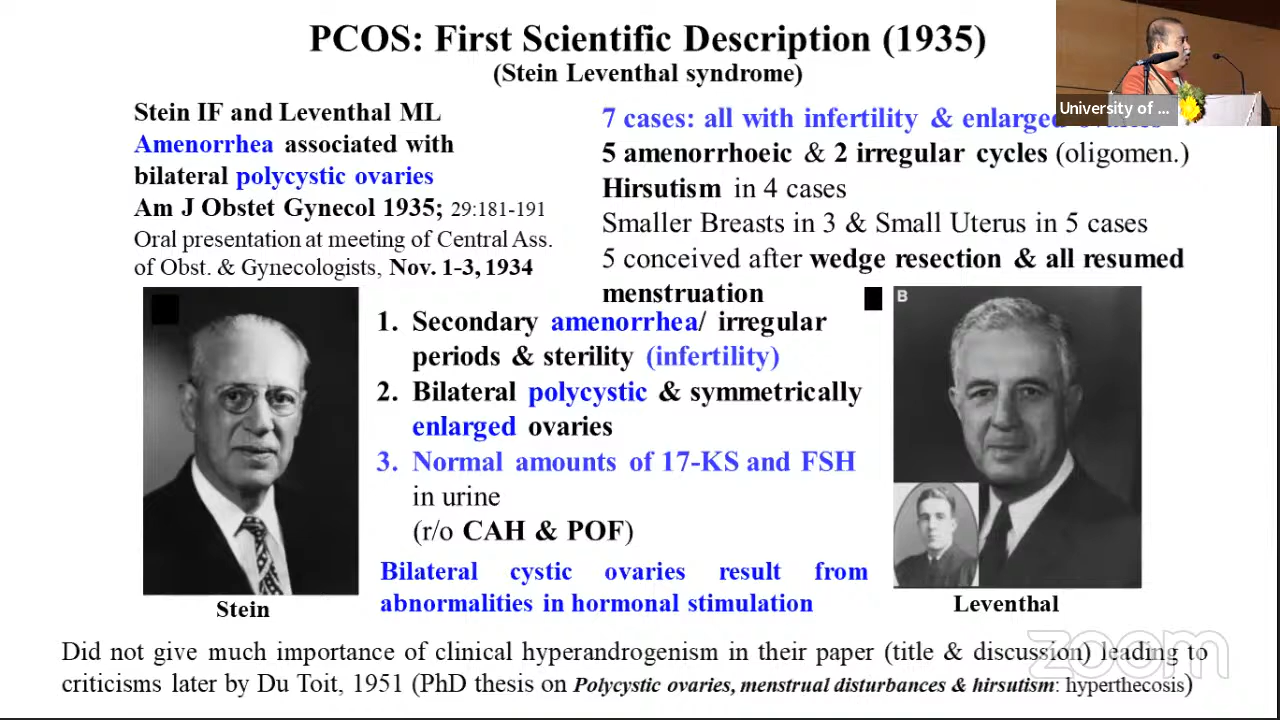 PCOS: First Scientific Description (1935)
(Stein Leventhal syndrome)
University of ...
Stein IF and Leventhal ML
Amenorrhea associated with
bilateral polycystic ovaries
Am J Obstet Gynecol 1935; 29:181-191
Oral presentation at meeting of Central Ass.
of Obst. & Gynecologists, Nov. 1-3, 1934
7 cases: all with infertility & enlarged
5 amenorrhoeic & 2 irregular cycles (oligomen.)
Hirsutism in 4 cases
Smaller Breasts in 3 & Small Uterus in 5 cases
5 conceived after wedge resection & all resumed
menstruation
1. Secondary amenorrhea/ irregular
periods & sterility (infertility)
2. Bilateral polycystic & symmetrically
enlarged ovaries
3. Normal amounts of 17-KS and FSH
in urine
(r/o CAH & POF)
Bilateral cystic ovaries result from
abnormalities in hormonal stimulation
Stein
B
Leventhal
Did not give much importance of clinical hyperandrogenism in their paper (title & discussion) leading to
criticisms later by Du Toit, 1951 (PhD thesis on Polycystic ovaries, menstrual disturbances & hirsutism: hyperthecosis)
zoom